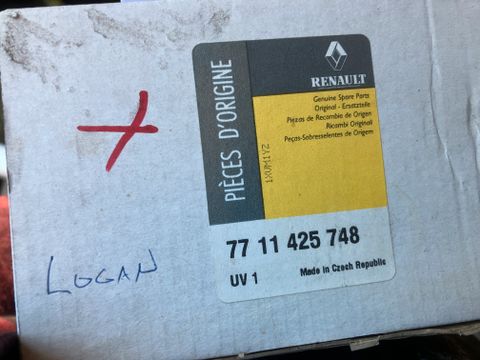 PIÈCES D'ORIGINE
RENAULT
Genuine Spare Parts
Original - Ersatzteile
Piezas de Recambio de Origen
Ricambi Originali
Peças-Sobresselentes de Origem
1XUM1YZ
77 11 425 748
UV 1
Made in Czech Republic
LOGAN